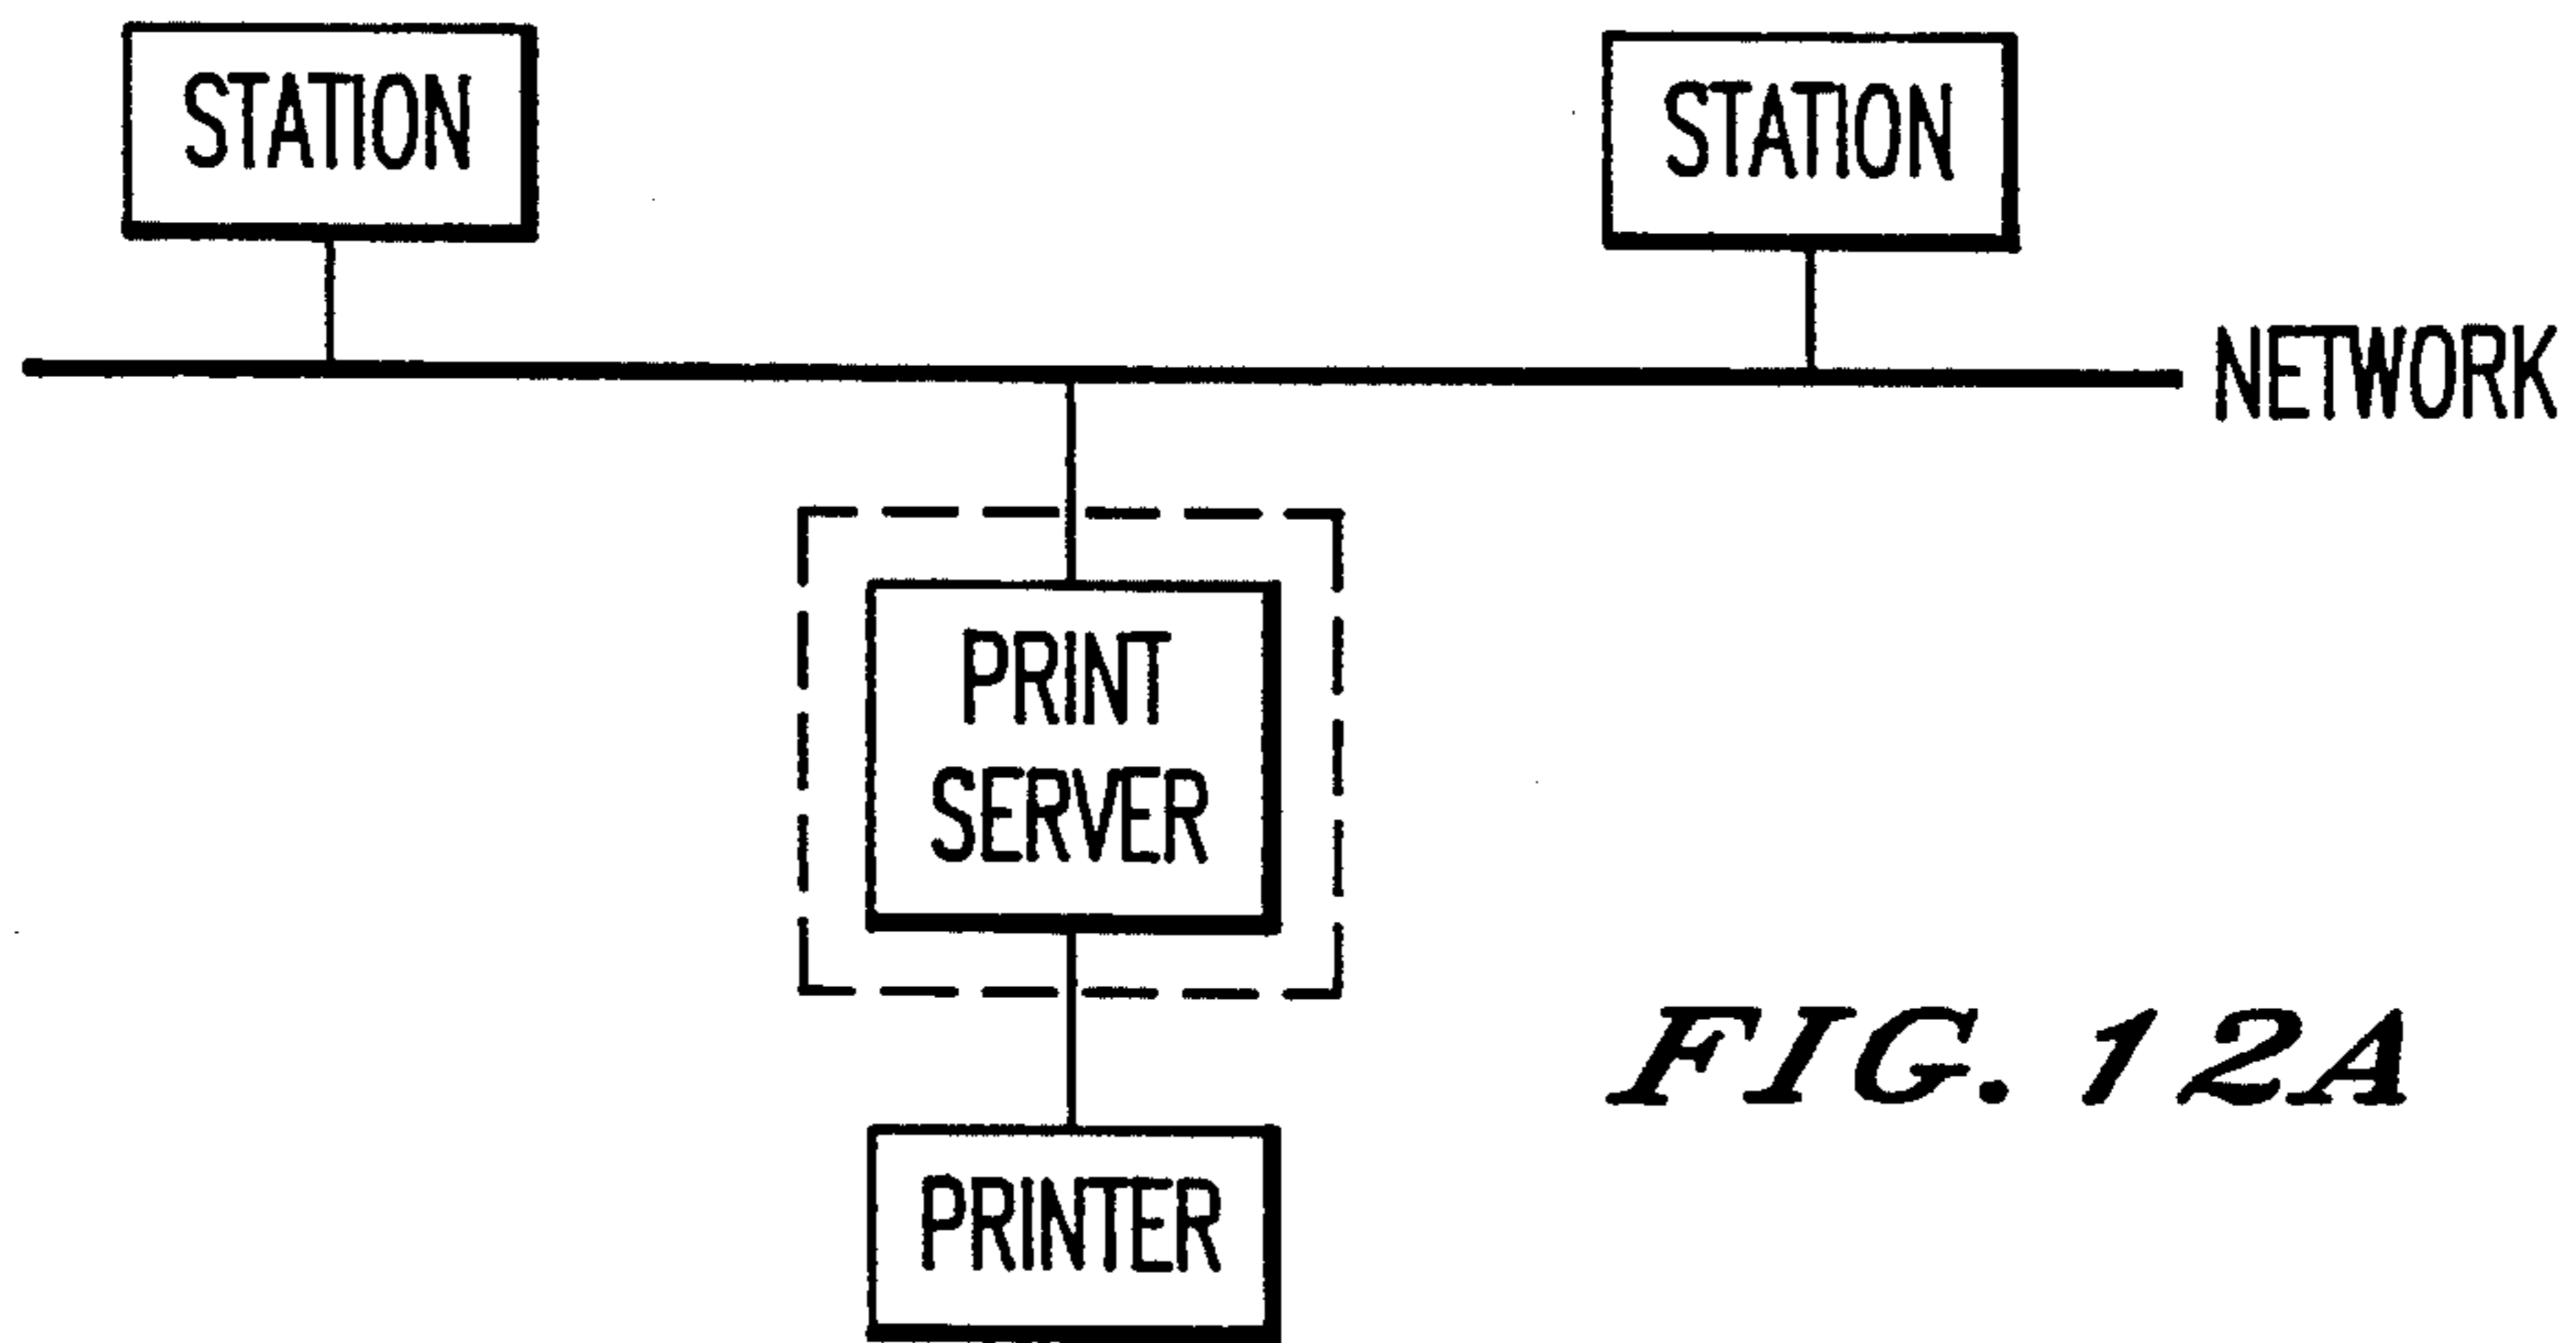 STATION
STATION
NETWORK
PRINT
SERVER
PRINTER
FIG. 12A